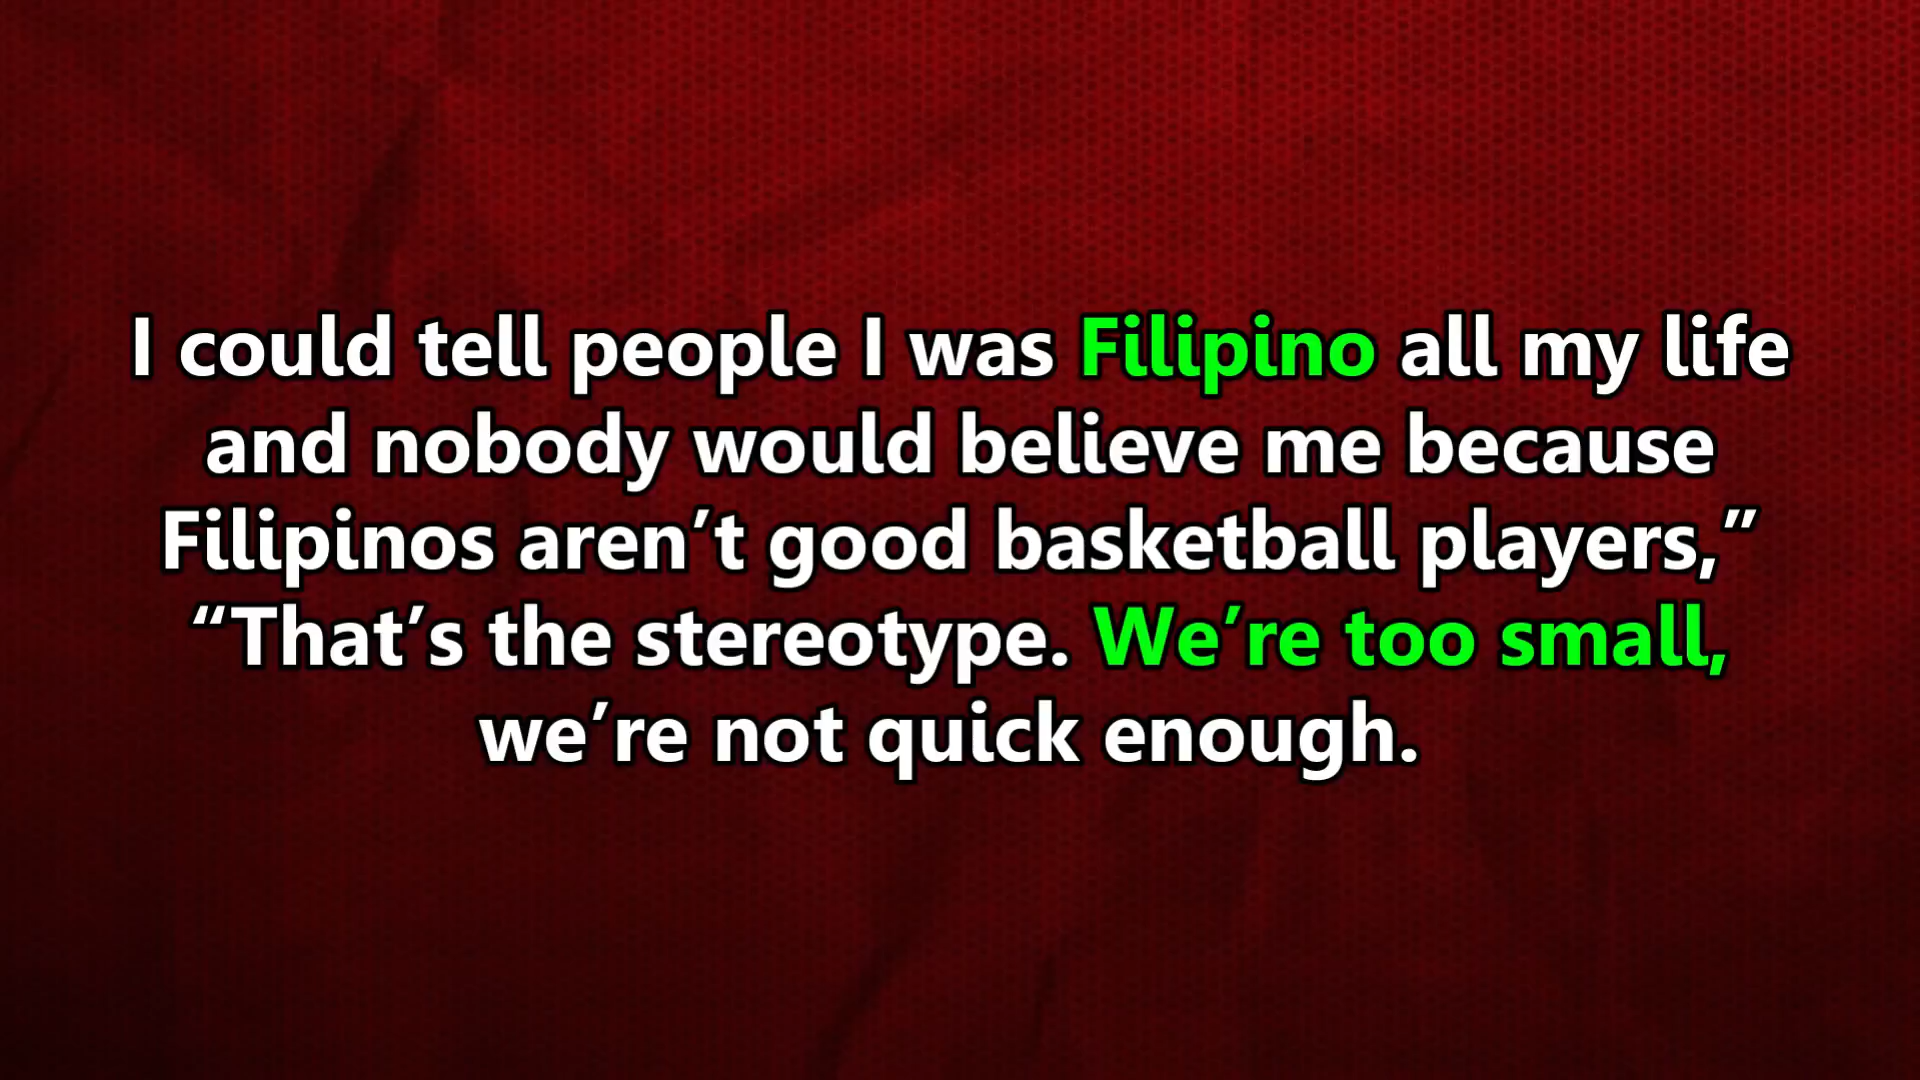 I could tell people I was Filipino all my life
and nobody would believe me because
Filipinos aren’t good basketball players,”
“That’s the stereotype. We’re too small,
we’re not quick enough.